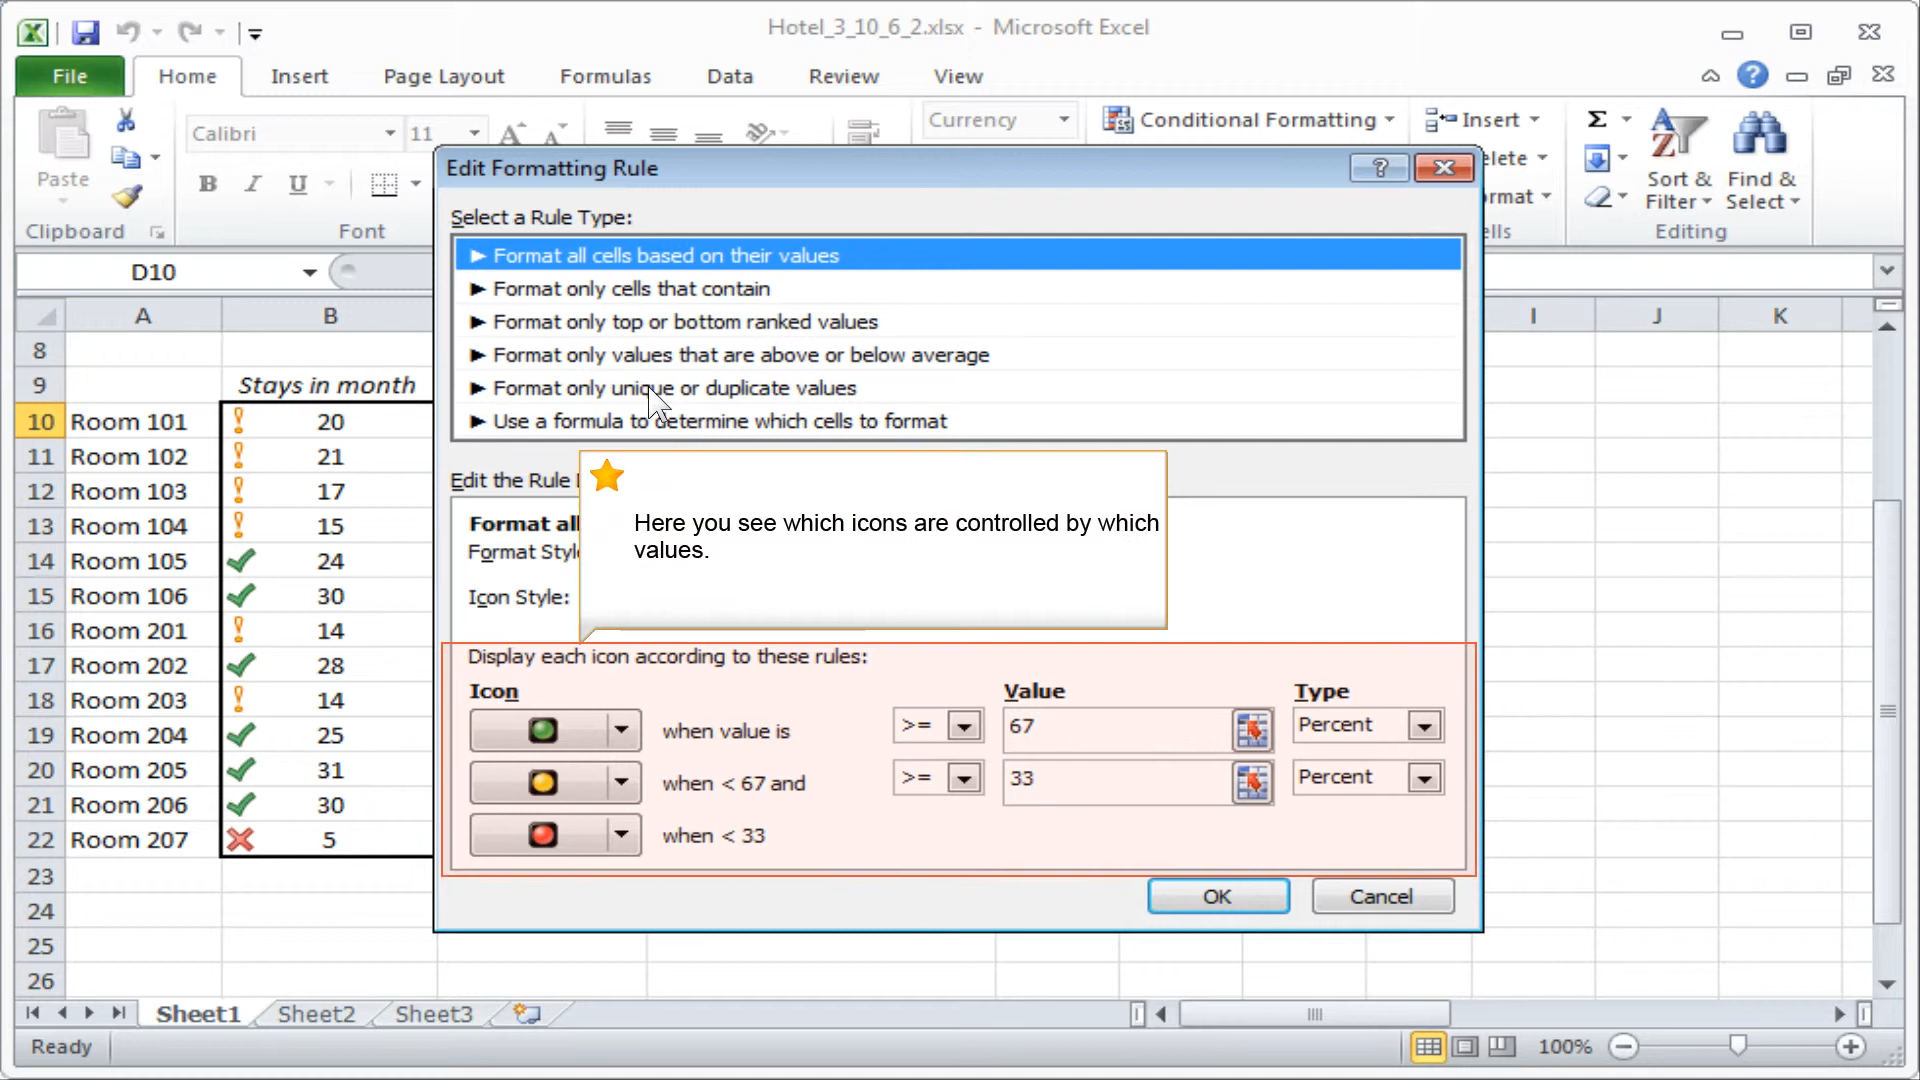 Hotel_3_10_6_2.xlsx - Microsoft Excel
File Home Insert Page Layout Formulas Data Review View
Calibri 11 Currency Conditional Formatting Insert
Paste B I U elete rmat Sort & Filter Find & Select
Clipboard Font ells Editing
D10
Edit Formatting Rule
Select a Rule Type:
► Format all cells based on their values
► Format only cells that contain
► Format only top or bottom ranked values
► Format only values that are above or below average
► Format only unique or duplicate values
► Use a formula to determine which cells to format
Edit the Rule
Format all
Format Style
Icon Style:
Here you see which icons are controlled by which
values.
Display each icon according to these rules:
Icon Value Type
when value is >= 67 Percent
when < 67 and >= 33 Percent
when < 33
OK Cancel
A B I J K
8
9 Stays in month
10 Room 101 20
11 Room 102 21
12 Room 103 17
13 Room 104 15
14 Room 105 24
15 Room 106 30
16 Room 201 14
17 Room 202 28
18 Room 203 14
19 Room 204 25
20 Room 205 31
21 Room 206 30
22 Room 207 5
23
24
25
26
Sheet1 Sheet2 Sheet3
Ready 100%